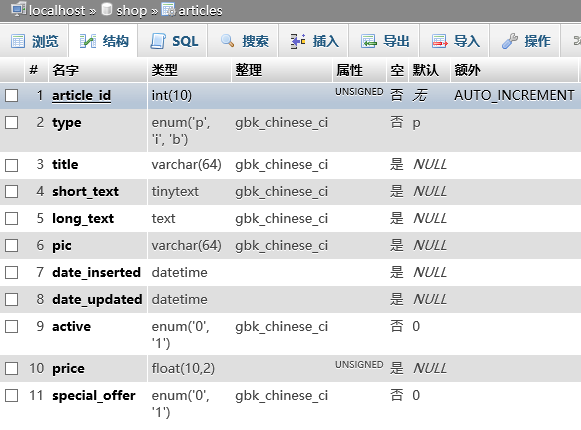 localhost » shop » articles
浏览 结构 SQL 搜索 插入 导出 导入 操作
# 名字 类型 整理 属性 空 默认 额外
1 article_id int(10) UNSIGNED 否 无 AUTO_INCREMENT
2 type enum('p', gbk_chinese_ci 否 p
'i', 'b')
3 title varchar(64) gbk_chinese_ci 是 NULL
4 short_text tinytext gbk_chinese_ci 是 NULL
5 long_text text gbk_chinese_ci 是 NULL
6 pic varchar(64) gbk_chinese_ci 是 NULL
7 date_inserted datetime 是 NULL
8 date_updated datetime 是 NULL
9 active enum('0', gbk_chinese_ci 否 0
'1')
10 price float(10,2) UNSIGNED 是 NULL
11 special_offer enum('0', gbk_chinese_ci 否 0
'1')